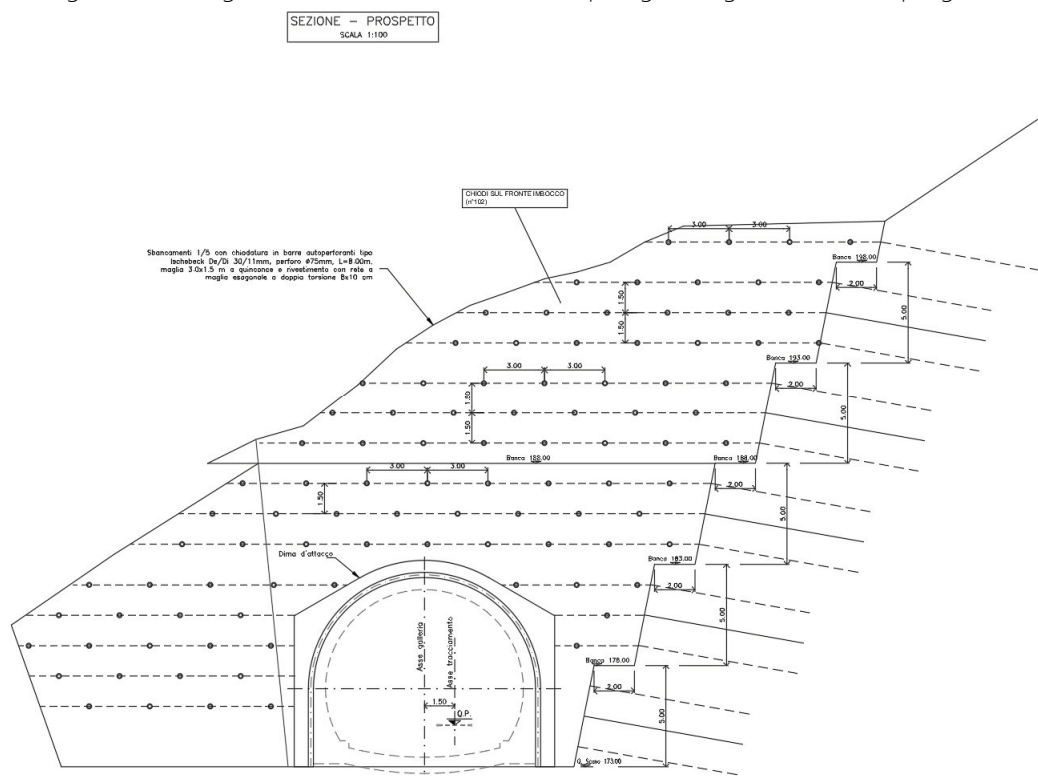 SEZIONE – PROSPETTO
SCALA 1:100
CHIODI SUL FRONTE IMBOCCO
(n°102)
Sbancamenti 1/5 con chiodatura in barre autoperforanti tipo
Ischebeck De/Di 30/11mm, perforo Ø75mm, L=8.00m,
maglia 3.0x1.5 m a quinconce e rivestimento con rete a
maglia esagonale a doppia torsione 8x10 cm
3.00 3.00
Banca 198.00
2.00
1.50
1.50
5.00
Banca 193.00
3.00 3.00
2.00
1.50
1.50
5.00
Banca 188.00 Banca 188.00
3.00 3.00
2.00
1.50
5.00
Dima d'attacco
Banca 183.00
2.00
5.00
Asse galleria
Asse tracciamento
Banca 178.00
2.00
1.50
Q.P.
5.00
Q. Scavo 173.00